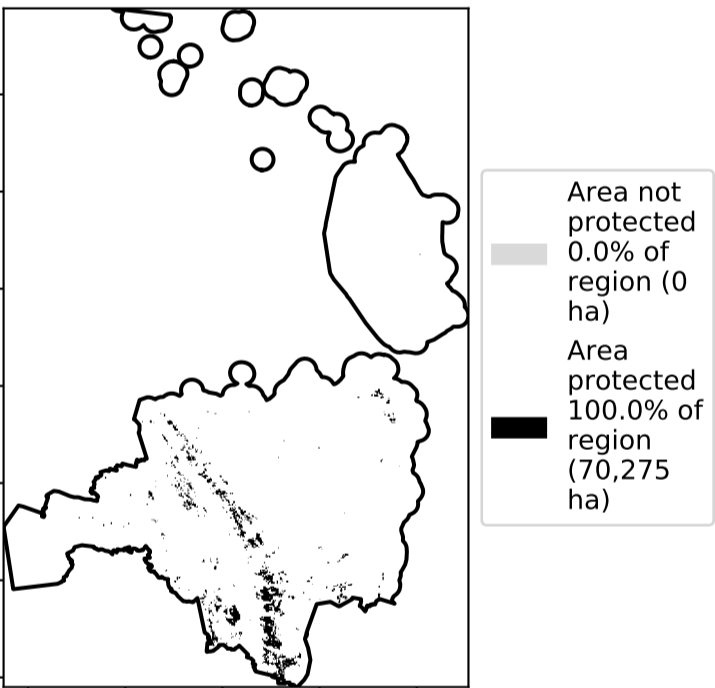 Area not
protected
0.0% of
region (0
ha)
Area
protected
100.0% of
region
(70,275
ha)